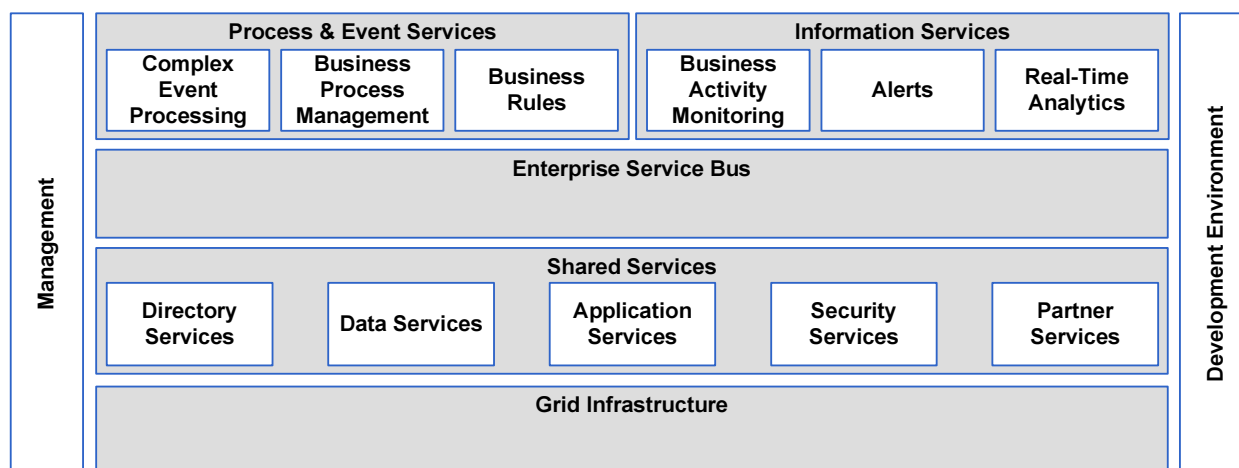 Management
Process & Event Services
Complex
Event
Processing
Business
Process
Management
Business
Rules
Information Services
Business
Activity
Monitoring
Alerts
Real-Time
Analytics
Enterprise Service Bus
Shared Services
Directory
Services
Data Services
Application
Services
Security
Services
Partner
Services
Grid Infrastructure
Development Environment